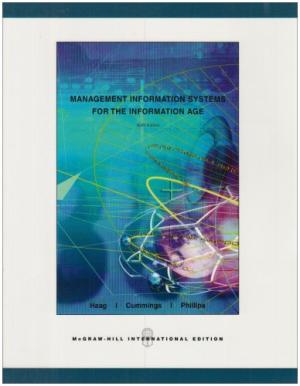 MANAGEMENT INFORMATION SYSTEMS
FOR THE INFORMATION AGE
Haag | Cummings | Phillips
McGRAW-HILL INTERNATIONAL EDITION